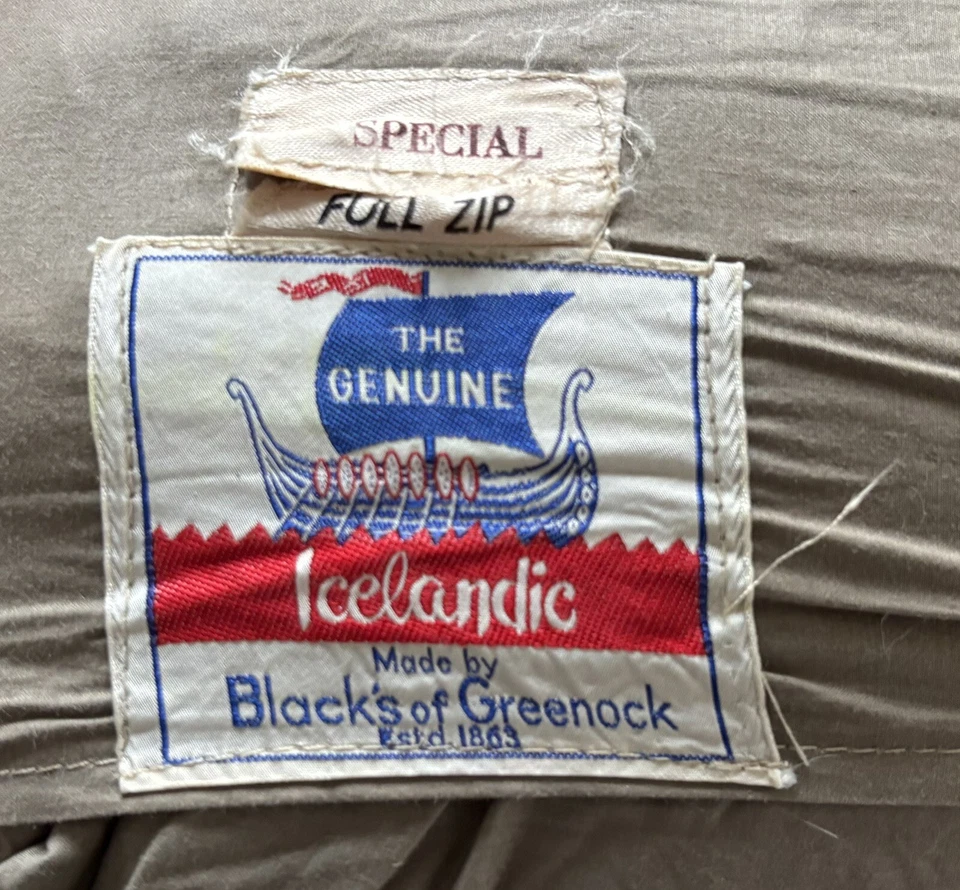 SPECIAL
FULL ZIP
THE
GENUINE
Icelandic
Made by
Black's of Greenock
Estd. 1863